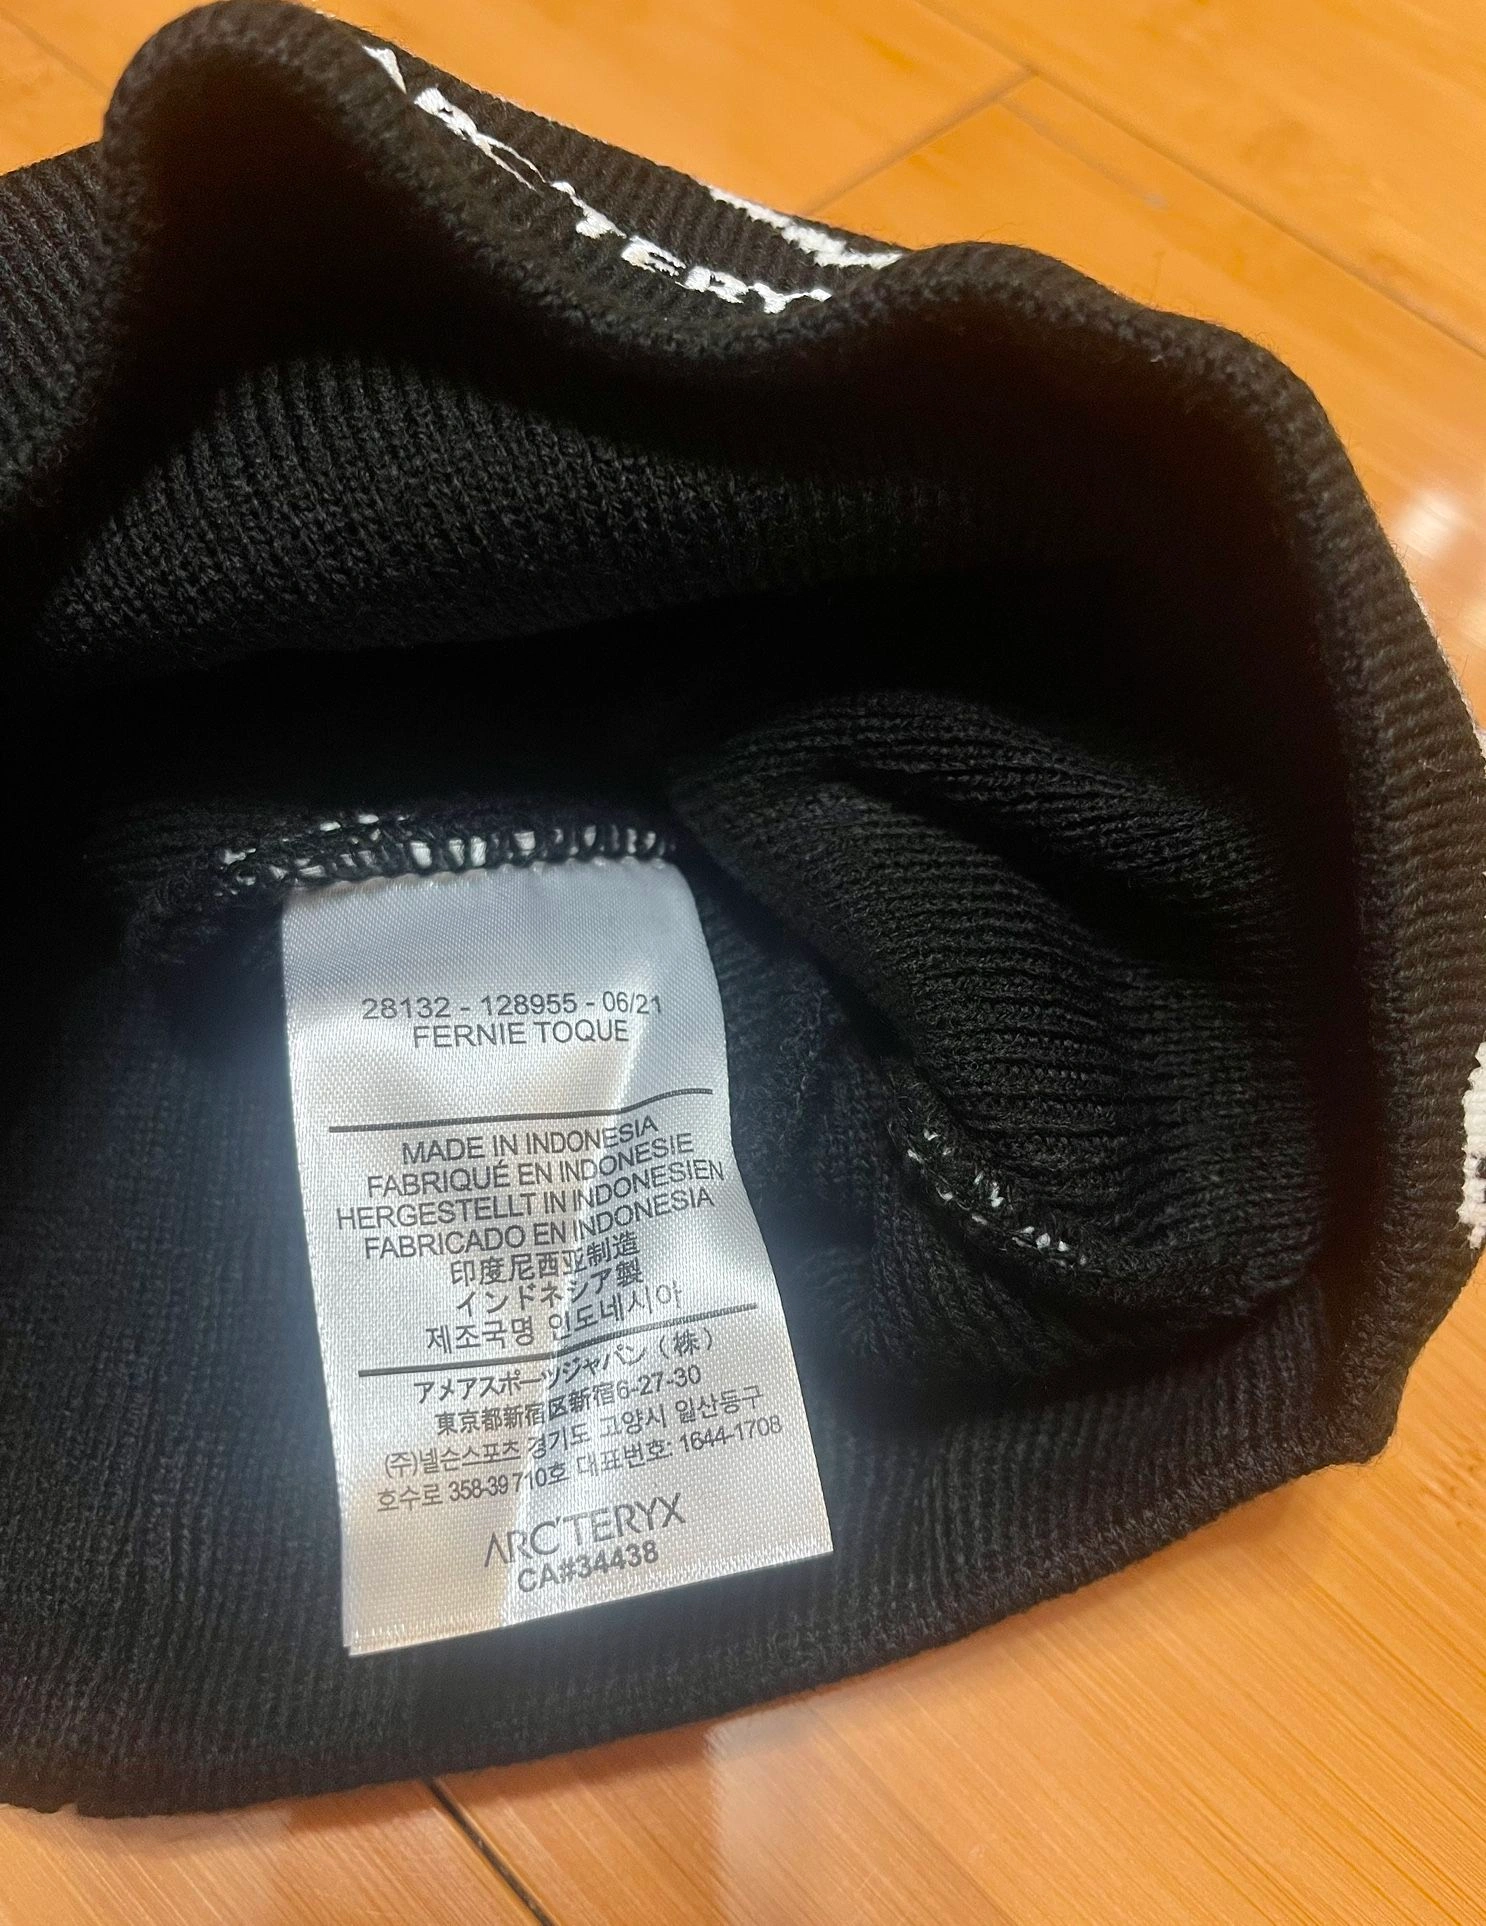 ARC'TERYX
28132 - 128955 - 06/21
FERNIE TOQUE
MADE IN INDONESIA
FABRIQUÉ EN INDONESIE
HERGESTELLT IN INDONESIEN
FABRICADO EN INDONESIA
印度尼西亚制造
インドネシア製
제조국명 인도네시아
アメアスポーツジャパン（株）
東京都新宿区新宿6-27-30
(주)넬슨스포츠 경기도 고양시 일산동구
호수로 358-39 710호 대표번호: 1644-1708
ARC'TERYX
CA#34438